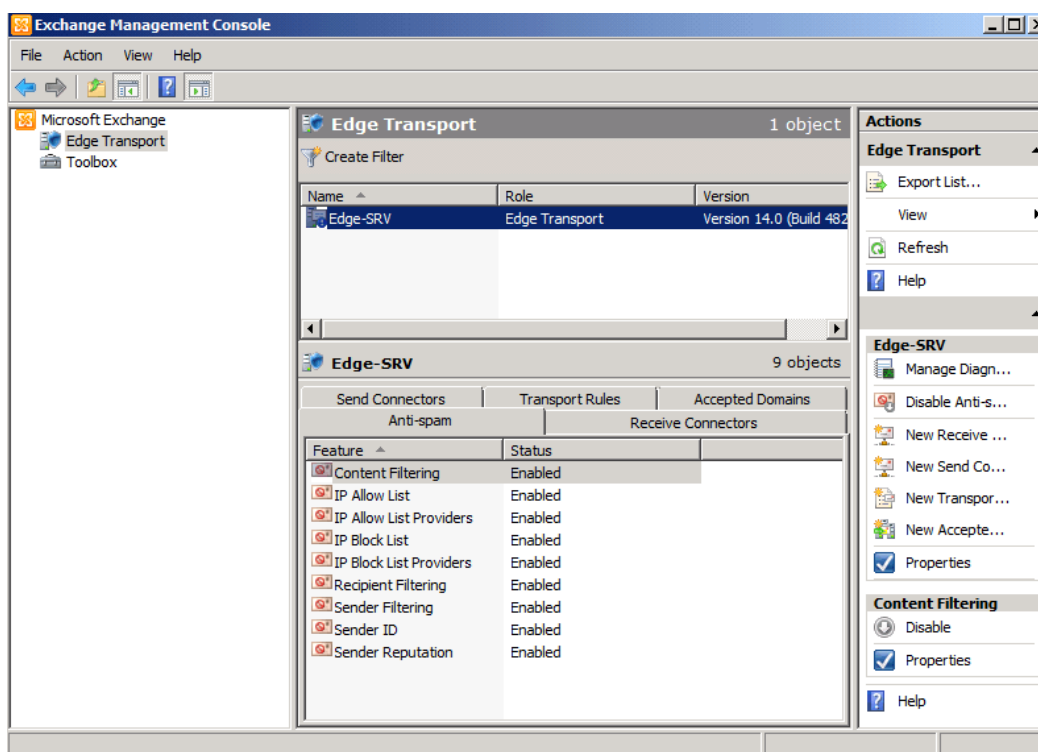 Exchange Management Console
File Action View Help
Microsoft Exchange
Edge Transport
Toolbox
Edge Transport 1 object
Create Filter
Name Role Version
Edge-SRV Edge Transport Version 14.0 (Build 482
Edge-SRV 9 objects
Send Connectors Transport Rules Accepted Domains
Anti-spam Receive Connectors
Feature Status
Content Filtering Enabled
IP Allow List Enabled
IP Allow List Providers Enabled
IP Block List Enabled
IP Block List Providers Enabled
Recipient Filtering Enabled
Sender Filtering Enabled
Sender ID Enabled
Sender Reputation Enabled
Actions
Edge Transport
Export List...
View
Refresh
Help
Edge-SRV
Manage Diagn...
Disable Anti-s...
New Receive ...
New Send Co...
New Transpor...
New Accepte...
Properties
Content Filtering
Disable
Properties
Help